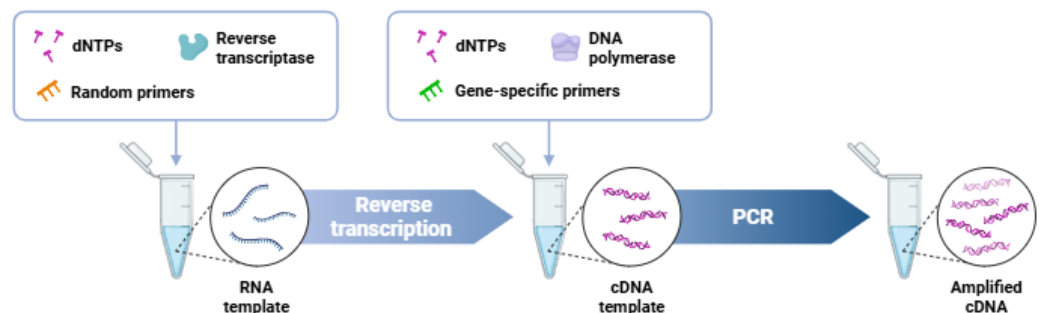 dNTPs
Reverse
transcriptase
Random primers
dNTPs
DNA
polymerase
Gene-specific primers
Reverse
transcription
PCR
RNA
template
cDNA
template
Amplified
cDNA